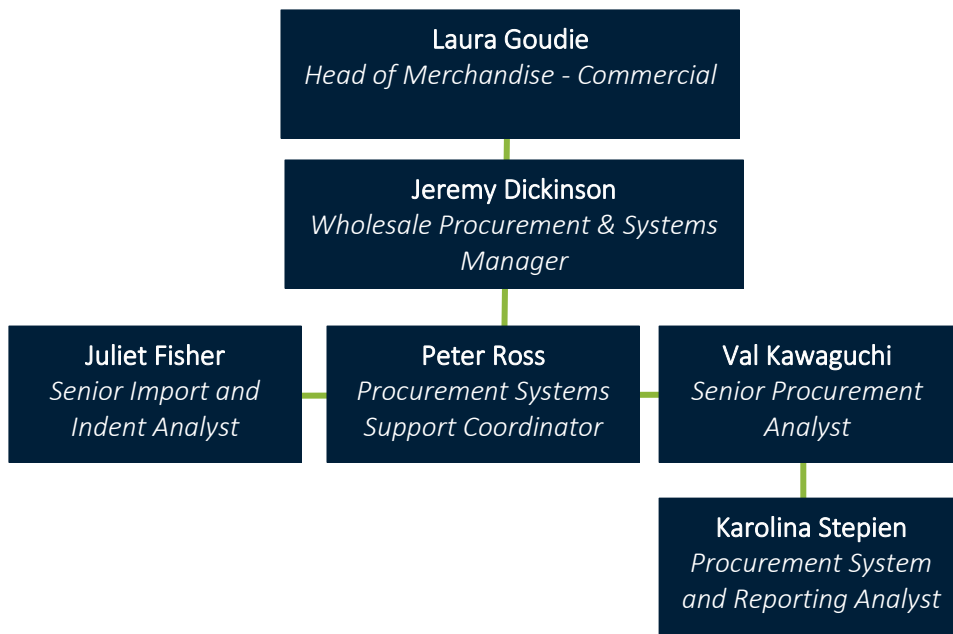 Laura Goudie
Head of Merchandise - Commercial
Jeremy Dickinson
Wholesale Procurement & Systems
Manager
Juliet Fisher
Senior Import and
Indent Analyst
Peter Ross
Procurement Systems
Support Coordinator
Val Kawaguchi
Senior Procurement
Analyst
Karolina Stepien
Procurement System
and Reporting Analyst